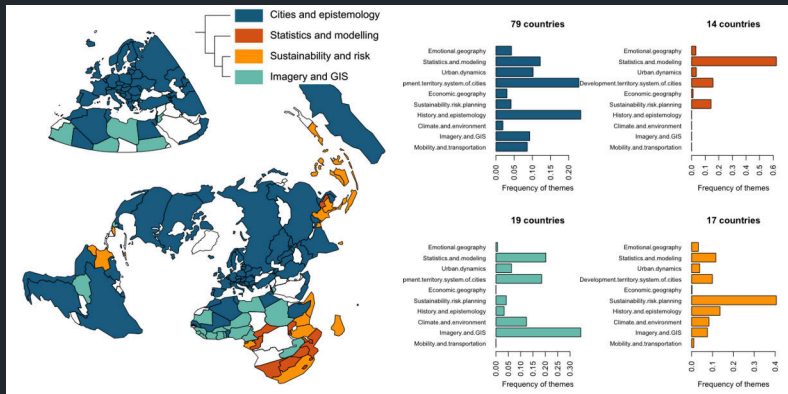 Cities and epistemology
Statistics and modelling
Sustainability and risk
Imagery and GIS
79 countries
Emotional.geography
Statistics.and.modeling
Urban.dynamics
pment.territory.system.of.cities
Economic.geography
Sustainability.risk.planning
History.and.epistemology
Climate.and.environment
Imagery.and.GIS
Mobility.and.transportation
0.00
0.05
0.10
0.15
0.20
Frequency of themes
14 countries
Emotional.geography
Statistics.and.modeling
Urban.dynamics
Development.territory.system.of.cities
Economic.geography
Sustainability.risk.planning
History.and.epistemology
Climate.and.environment
Imagery.and.GIS
Mobility.and.transportation
0.0
0.1
0.2
0.3
0.4
0.5
0.6
Frequency of themes
19 countries
Emotional.geography
Statistics.and.modeling
Urban.dynamics
pment.territory.system.of.cities
Economic.geography
Sustainability.risk.planning
History.and.epistemology
Climate.and.environment
Imagery.and.GIS
Mobility.and.transportation
0.00
0.05
0.10
0.15
0.20
0.25
0.30
Frequency of themes
17 countries
Emotional.geography
Statistics.and.modeling
Urban.dynamics
Development.territory.system.of.cities
Economic.geography
Sustainability.risk.planning
History.and.epistemology
Climate.and.environment
Imagery.and.GIS
Mobility.and.transportation
0.0
0.1
0.2
0.3
0.4
Frequency of themes